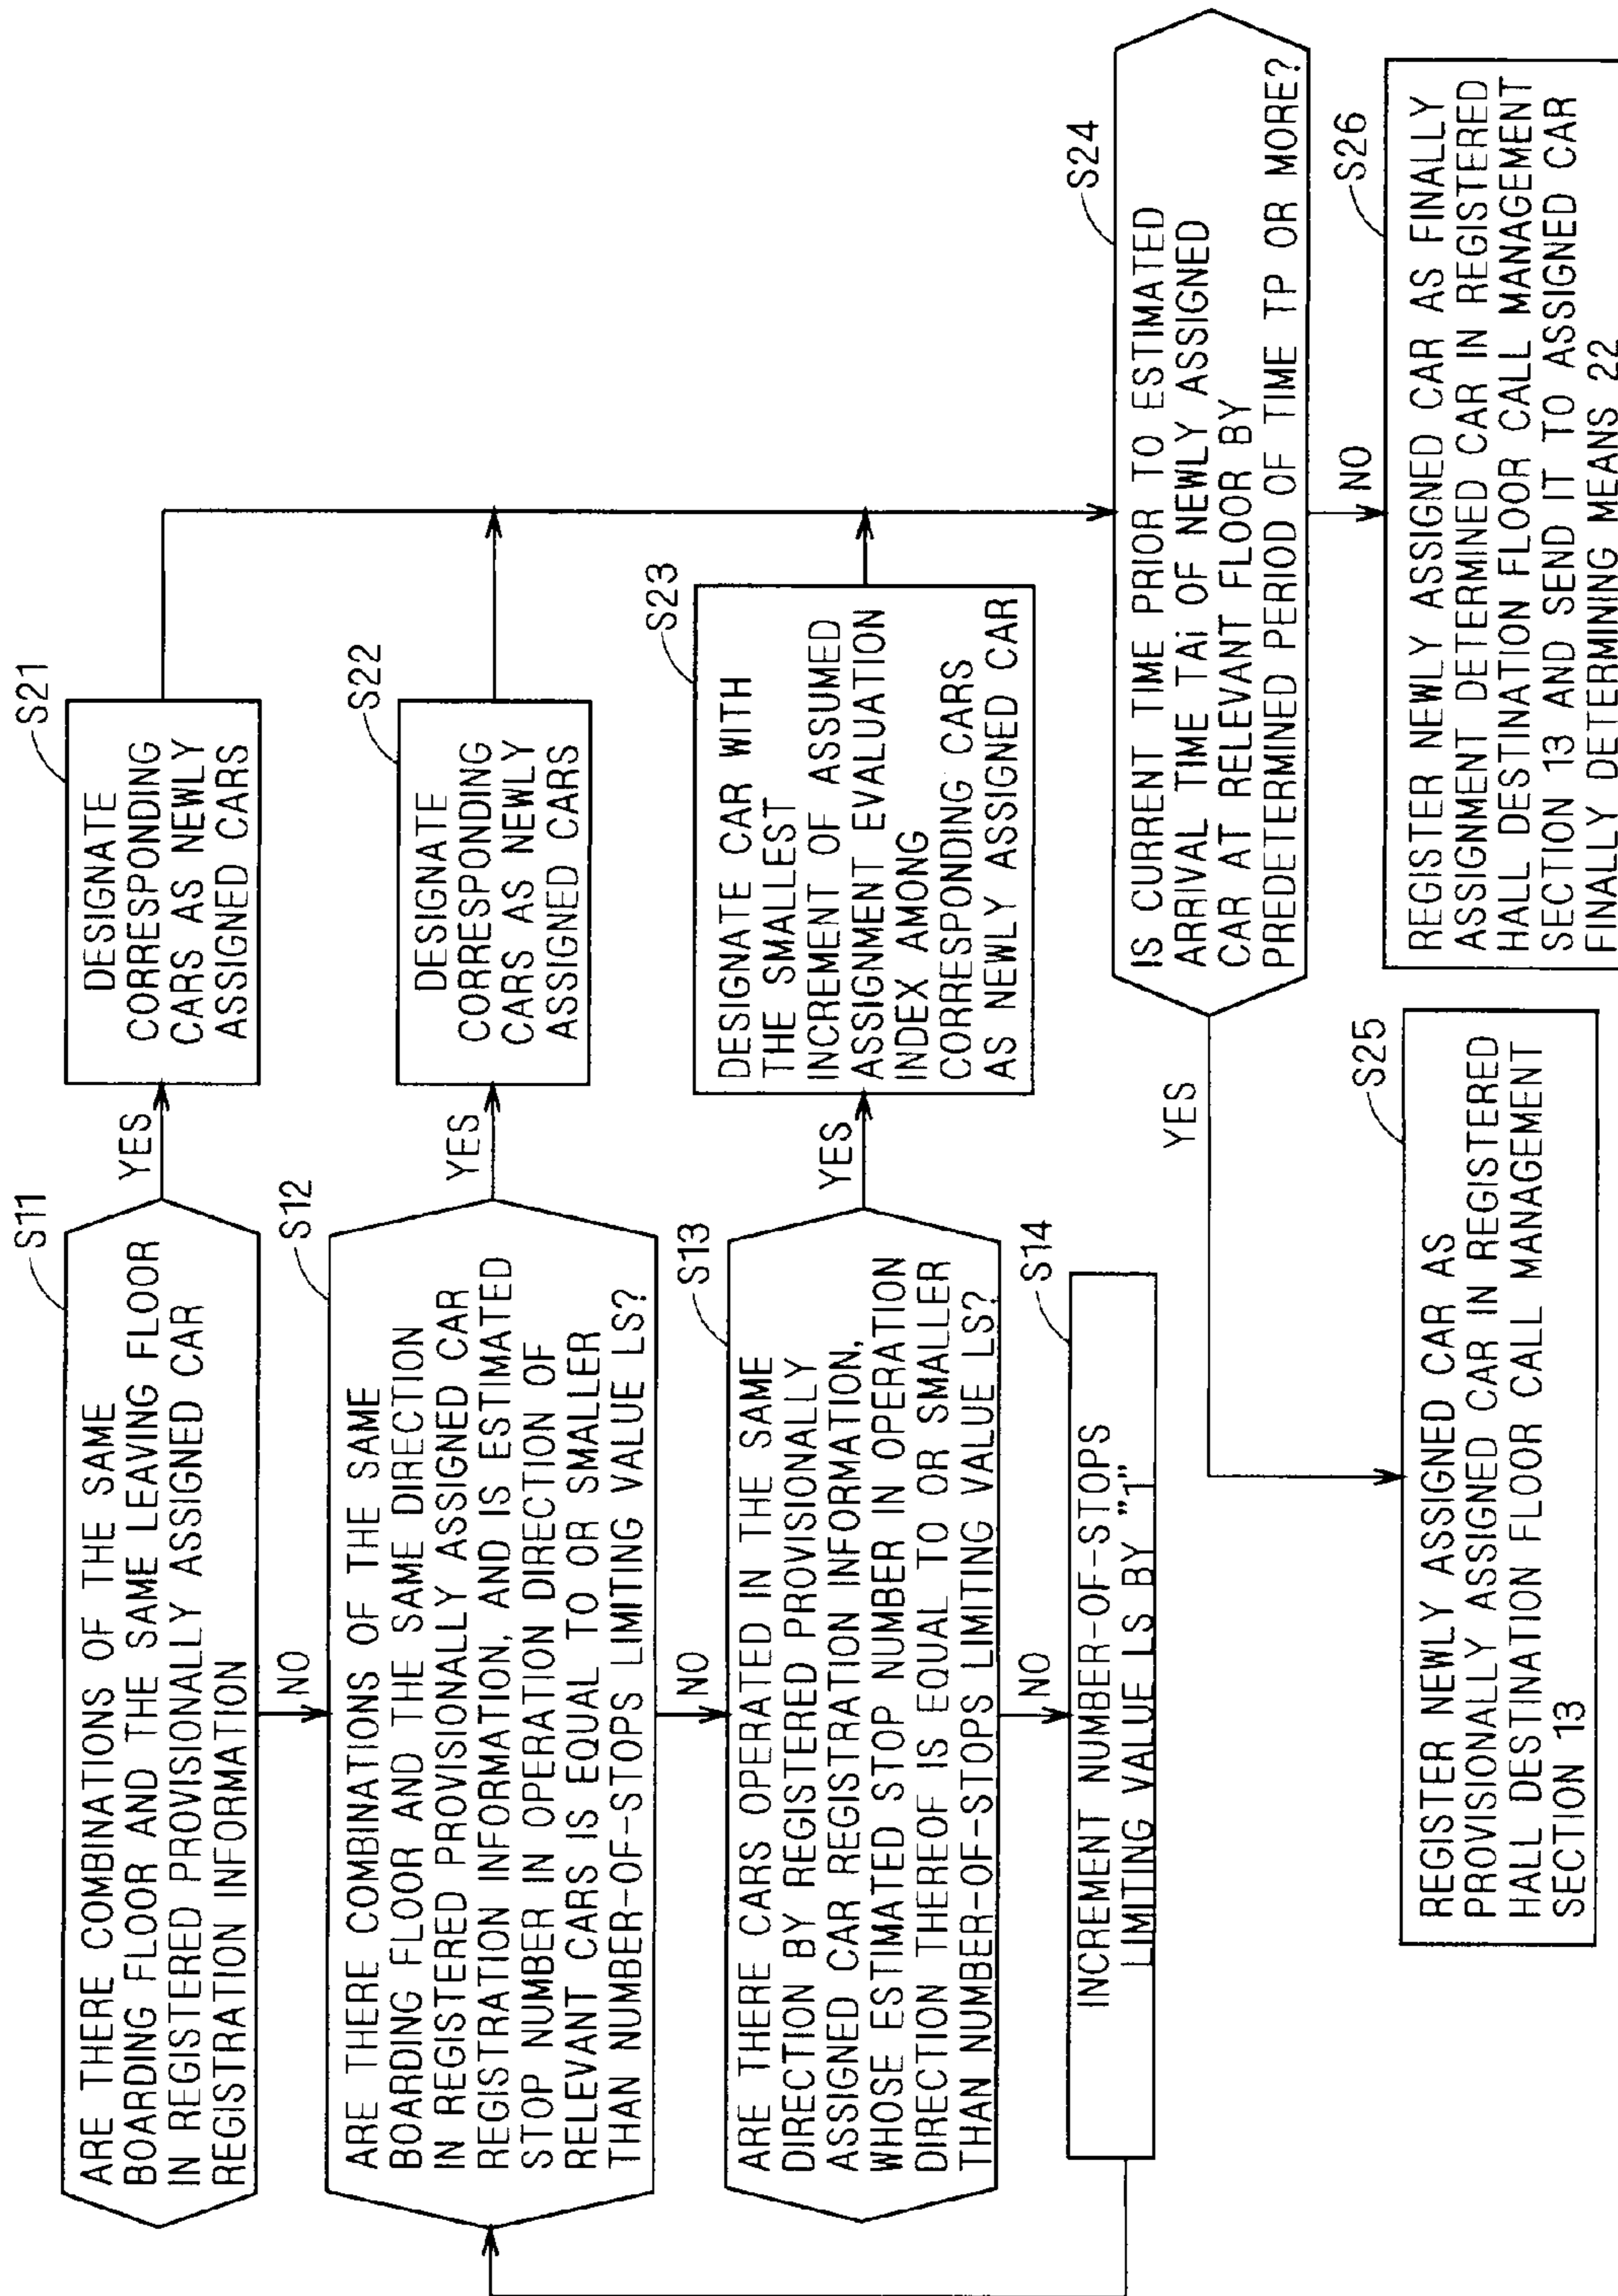 S11
ARE THERE COMBINATIONS OF THE SAME
BOARDING FLOOR AND THE SAME LEAVING FLOOR
IN REGISTERED PROVISIONALLY ASSIGNED CAR
REGISTRATION INFORMATION
YES
NO
S21
DESIGNATE
CORRESPONDING
CARS AS NEWLY
ASSIGNED CARS
S12
ARE THERE COMBINATIONS OF THE SAME
BOARDING FLOOR AND THE SAME DIRECTION
IN REGISTERED PROVISIONALLY ASSIGNED CAR
REGISTRATION INFORMATION, AND IS ESTIMATED
STOP NUMBER IN OPERATION DIRECTION OF
RELEVANT CARS IS EQUAL TO OR SMALLER
THAN NUMBER-OF-STOPS LIMITING VALUE LS?
YES
NO
S22
DESIGNATE
CORRESPONDING
CARS AS NEWLY
ASSIGNED CARS
S13
ARE THERE CARS OPERATED IN THE SAME
DIRECTION BY REGISTERED PROVISIONALLY
ASSIGNED CAR REGISTRATION INFORMATION,
WHOSE ESTIMATED STOP NUMBER IN OPERATION
DIRECTION THEREOF IS EQUAL TO OR SMALLER
THAN NUMBER-OF-STOPS LIMITING VALUE LS?
YES
NO
S23
DESIGNATE CAR WITH
THE SMALLEST
INCREMENT OF ASSUMED
ASSIGNMENT EVALUATION
INDEX AMONG
CORRESPONDING CARS
AS NEWLY ASSIGNED CAR
S14
INCREMENT NUMBER-OF-STOPS
LIMITING VALUE LS BY "1"
S24
IS CURRENT TIME PRIOR TO ESTIMATED
ARRIVAL TIME TAi OF NEWLY ASSIGNED
CAR AT RELEVANT FLOOR BY
PREDETERMINED PERIOD OF TIME TP OR MORE?
YES
NO
S25
REGISTER NEWLY ASSIGNED CAR AS
PROVISIONALLY ASSIGNED CAR IN REGISTERED
HALL DESTINATION FLOOR CALL MANAGEMENT
SECTION 13
S26
REGISTER NEWLY ASSIGNED CAR AS FINALLY
ASSIGNMENT DETERMINED CAR IN REGISTERED
HALL DESTINATION FLOOR CALL MANAGEMENT
SECTION 13 AND SEND IT TO ASSIGNED CAR
FINALLY DETERMINING MEANS 22